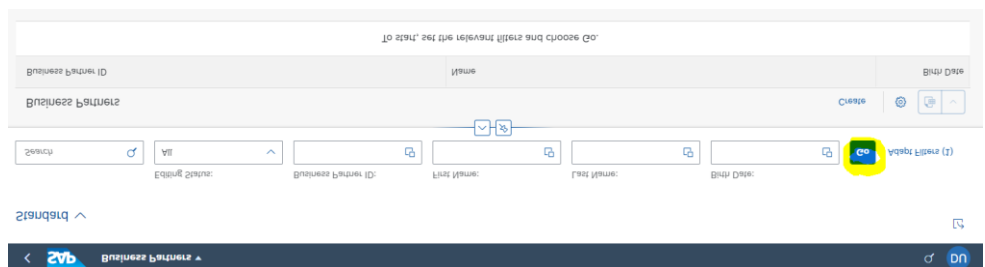 SAP Business Partners DU
Standard
Editing Status: Business Partner ID: First Name: Last Name: Birth Date:
Search All Go Adapt Filters (1)
Business Partners Create
Business Partner ID Name Birth Date
To start, set the relevant filters and choose Go.